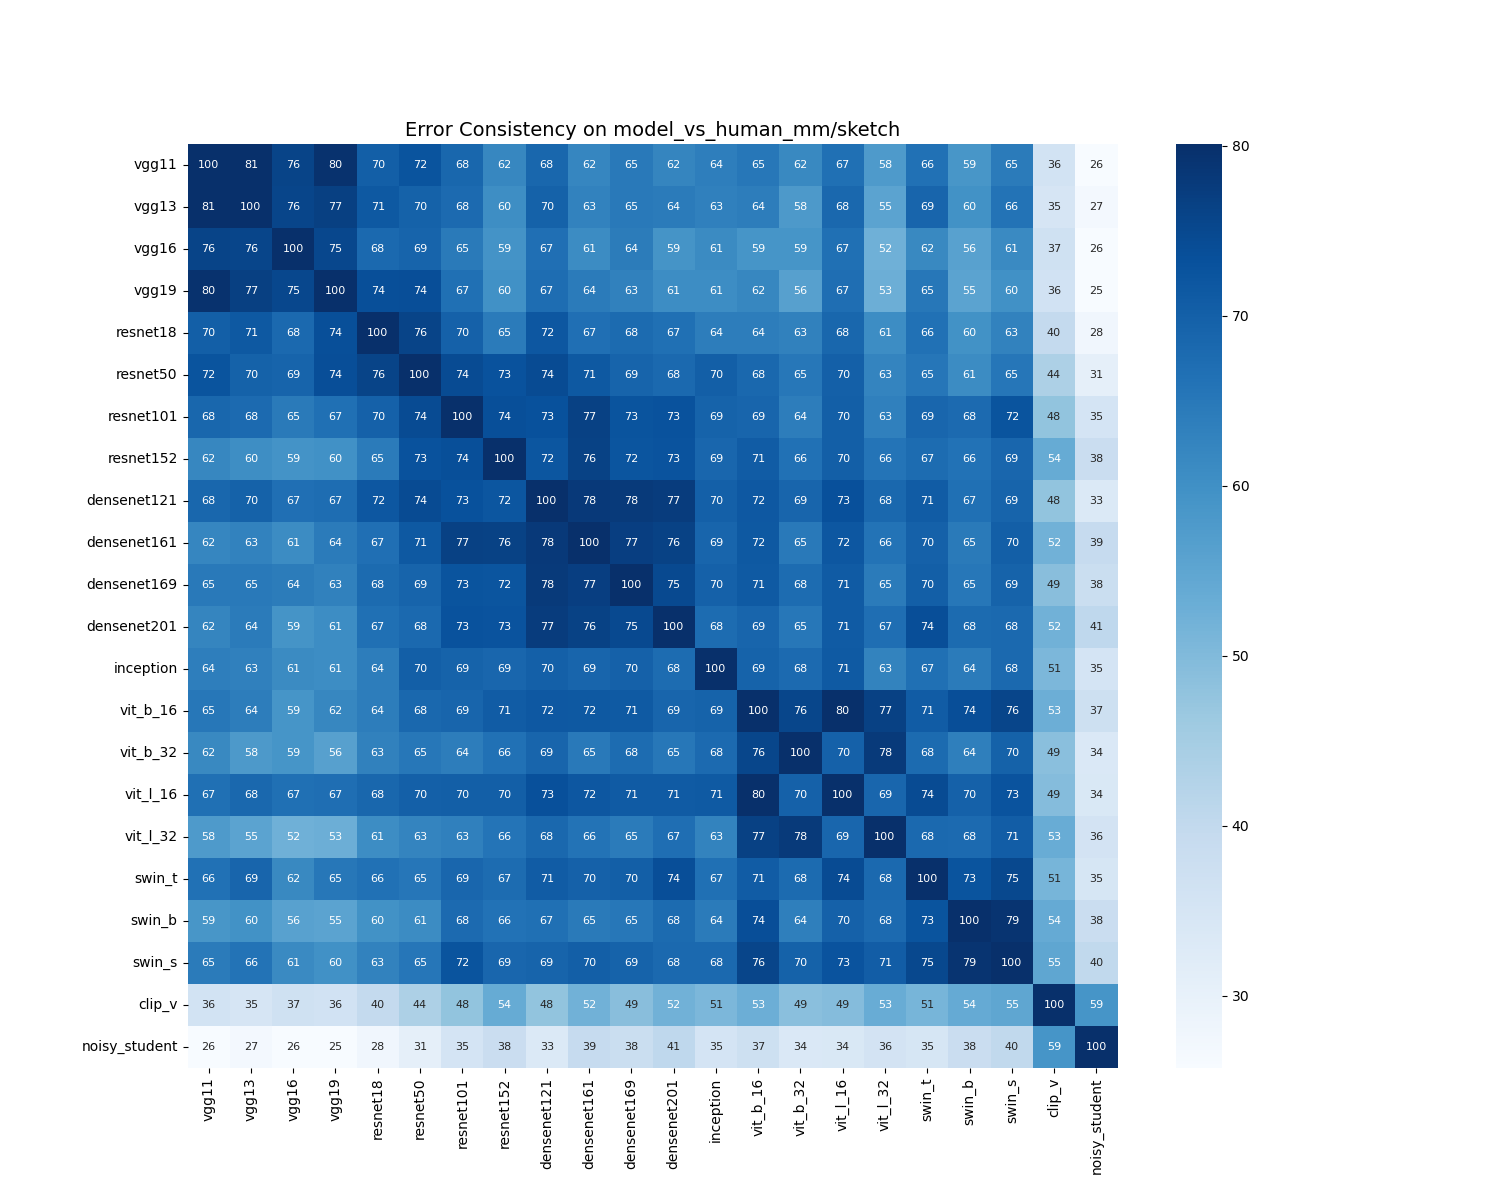 Error Consistency on model_vs_human_mm/sketch
vgg11 100 81 76 80 70 72 68 62 68 62 65 62 64 65 62 67 58 66 59 65 36 26
vgg13 81 100 76 77 71 70 68 60 70 63 65 64 63 64 58 68 55 69 60 66 35 27
vgg16 76 76 100 75 68 69 65 59 67 61 64 59 61 59 59 67 52 62 56 61 37 26
vgg19 80 77 75 100 74 74 67 60 67 64 63 61 61 62 56 67 53 65 55 60 36 25
resnet18 70 71 68 74 100 76 70 65 72 67 68 67 64 64 63 68 61 66 60 63 40 28
resnet50 72 70 69 74 76 100 74 73 74 71 69 68 70 68 65 70 63 65 61 65 44 31
resnet101 68 68 65 67 70 74 100 74 73 77 73 73 69 69 64 70 63 69 68 72 48 35
resnet152 62 60 59 60 65 73 74 100 72 76 72 73 69 71 66 70 66 67 66 69 54 38
densenet121 68 70 67 67 72 74 73 72 100 78 78 77 70 72 69 73 68 71 67 69 48 33
densenet161 62 63 61 64 67 71 77 76 78 100 77 76 69 72 65 72 66 70 65 70 52 39
densenet169 65 65 64 63 68 69 73 72 78 77 100 75 70 71 68 71 65 70 65 69 49 38
densenet201 62 64 59 61 67 68 73 73 77 76 75 100 68 69 65 71 67 74 68 68 52 41
inception 64 63 61 61 64 70 69 69 70 69 70 68 100 69 68 71 63 67 64 68 51 35
vit_b_16 65 64 59 62 64 68 69 71 72 72 71 69 69 100 76 80 77 71 74 76 53 37
vit_b_32 62 58 59 56 63 65 64 66 69 65 68 65 68 76 100 70 78 68 64 70 49 34
vit_l_16 67 68 67 67 68 70 70 70 73 72 71 71 71 80 70 100 69 74 70 73 49 34
vit_l_32 58 55 52 53 61 63 63 66 68 66 65 67 63 77 78 69 100 68 68 71 53 36
swin_t 66 69 62 65 66 65 69 67 71 70 70 74 67 71 68 74 68 100 73 75 51 35
swin_b 59 60 56 55 60 61 68 66 67 65 65 68 64 74 64 70 68 73 100 79 54 38
swin_s 65 66 61 60 63 65 72 69 69 70 69 68 68 76 70 73 71 75 79 100 55 40
clip_v 36 35 37 36 40 44 48 54 48 52 49 52 51 53 49 49 53 51 54 55 100 59
noisy_student 26 27 26 25 28 31 35 38 33 39 38 41 35 37 34 34 36 35 38 40 59 100
vgg11 vgg13 vgg16 vgg19 resnet18 resnet50 resnet101 resnet152 densenet121 densenet161 densenet169 densenet201 inception vit_b_16 vit_b_32 vit_l_16 vit_l_32 swin_t swin_b swin_s clip_v noisy_student
80
70
60
50
40
30